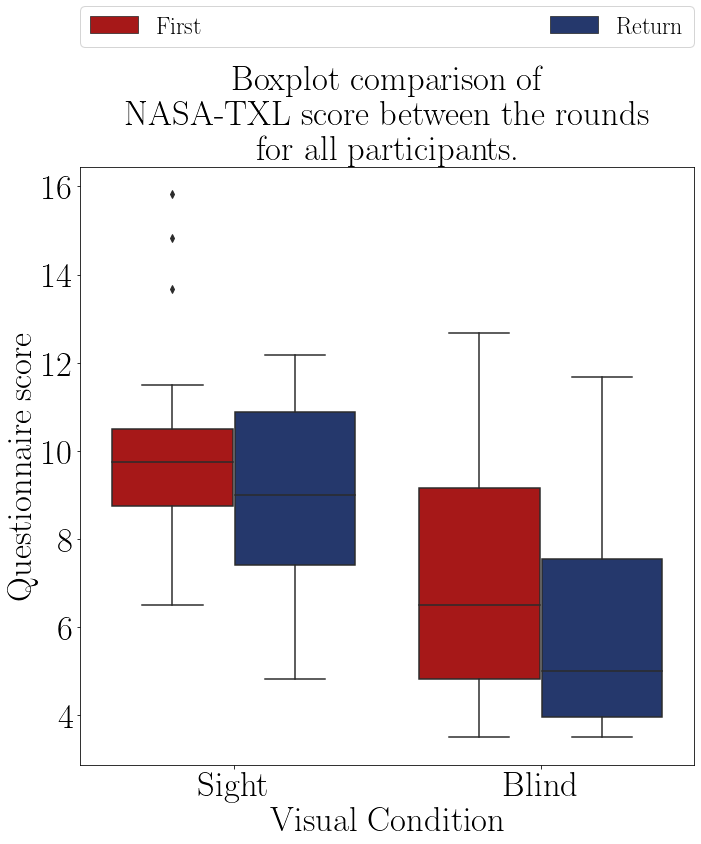 First
Return
Boxplot comparison of
NASA-TXL score between the rounds
for all participants.
Questionnaire score
16
14
12
10
8
6
4
Sight
Blind
Visual Condition